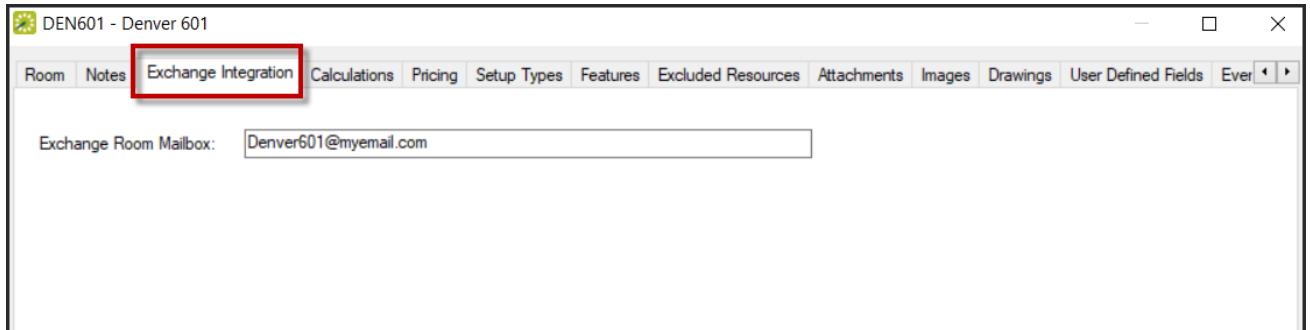 DEN601 - Denver 601
Room Notes Exchange Integration Calculations Pricing Setup Types Features Excluded Resources Attachments Images Drawings User Defined Fields Ever
Exchange Room Mailbox: Denver601@myemail.com